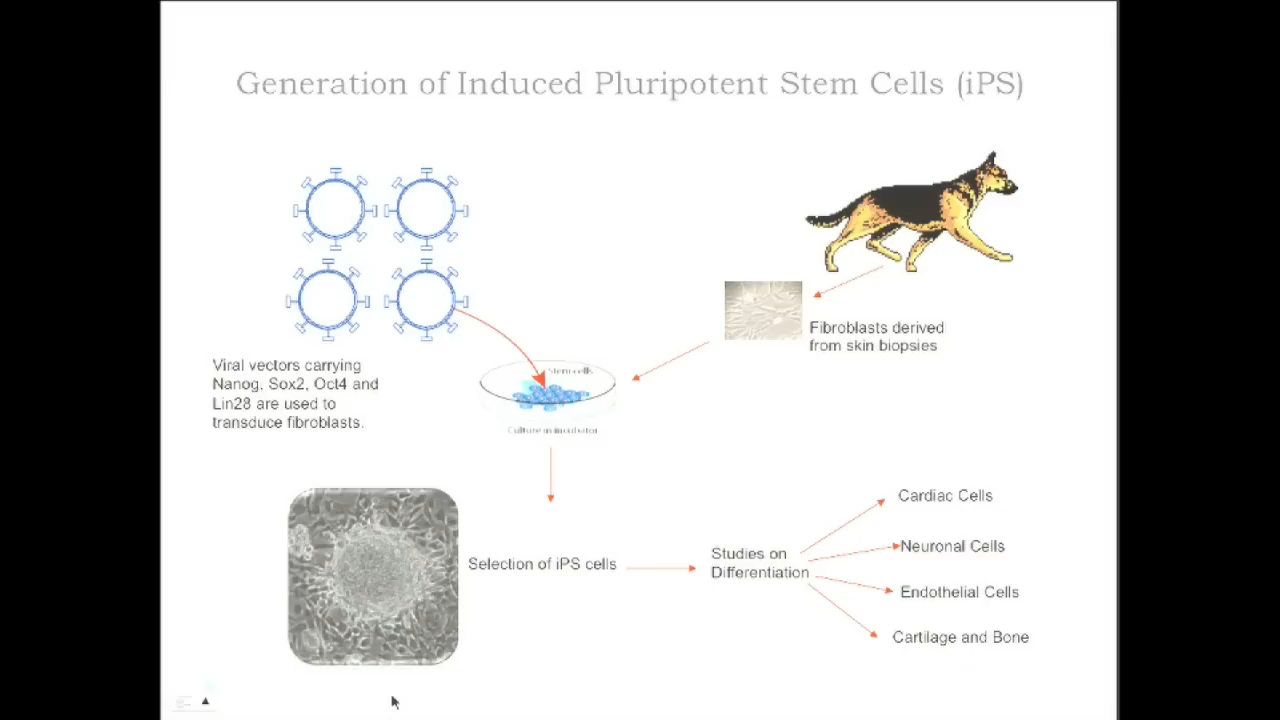 Generation of Induced Pluripotent Stem Cells (iPS)
Fibroblasts derived
from skin biopsies
Viral vectors carrying
Nanog, Sox2, Oct4 and
Lin28 are used to
transduce fibroblasts.
Stem cells
Culture in incubator
Selection of iPS cells
Studies on
Differentiation
Cardiac Cells
Neuronal Cells
Endothelial Cells
Cartilage and Bone